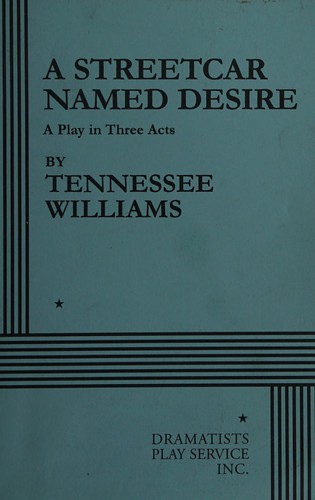 A STREETCAR
NAMED DESIRE
A Play in Three Acts
BY
TENNESSEE
WILLIAMS
DRAMATISTS
PLAY SERVICE
INC.